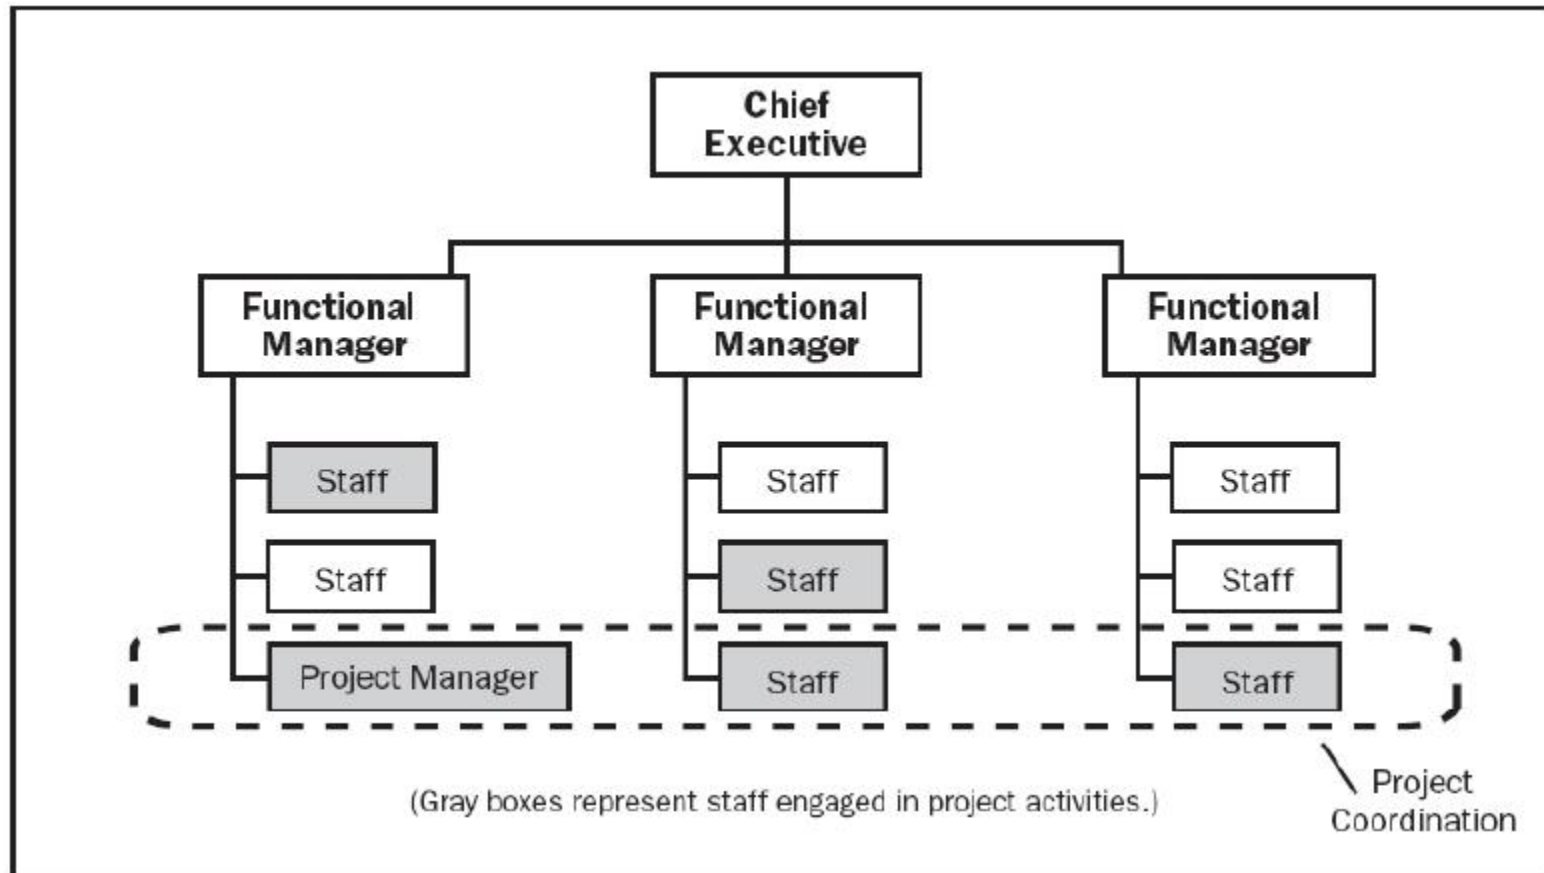 Chief
Executive
Functional
Manager
Functional
Manager
Functional
Manager
Staff
Staff
Staff
Staff
Staff
Staff
Project Manager
Staff
Staff
(Gray boxes represent staff engaged in project activities.)
Project
Coordination